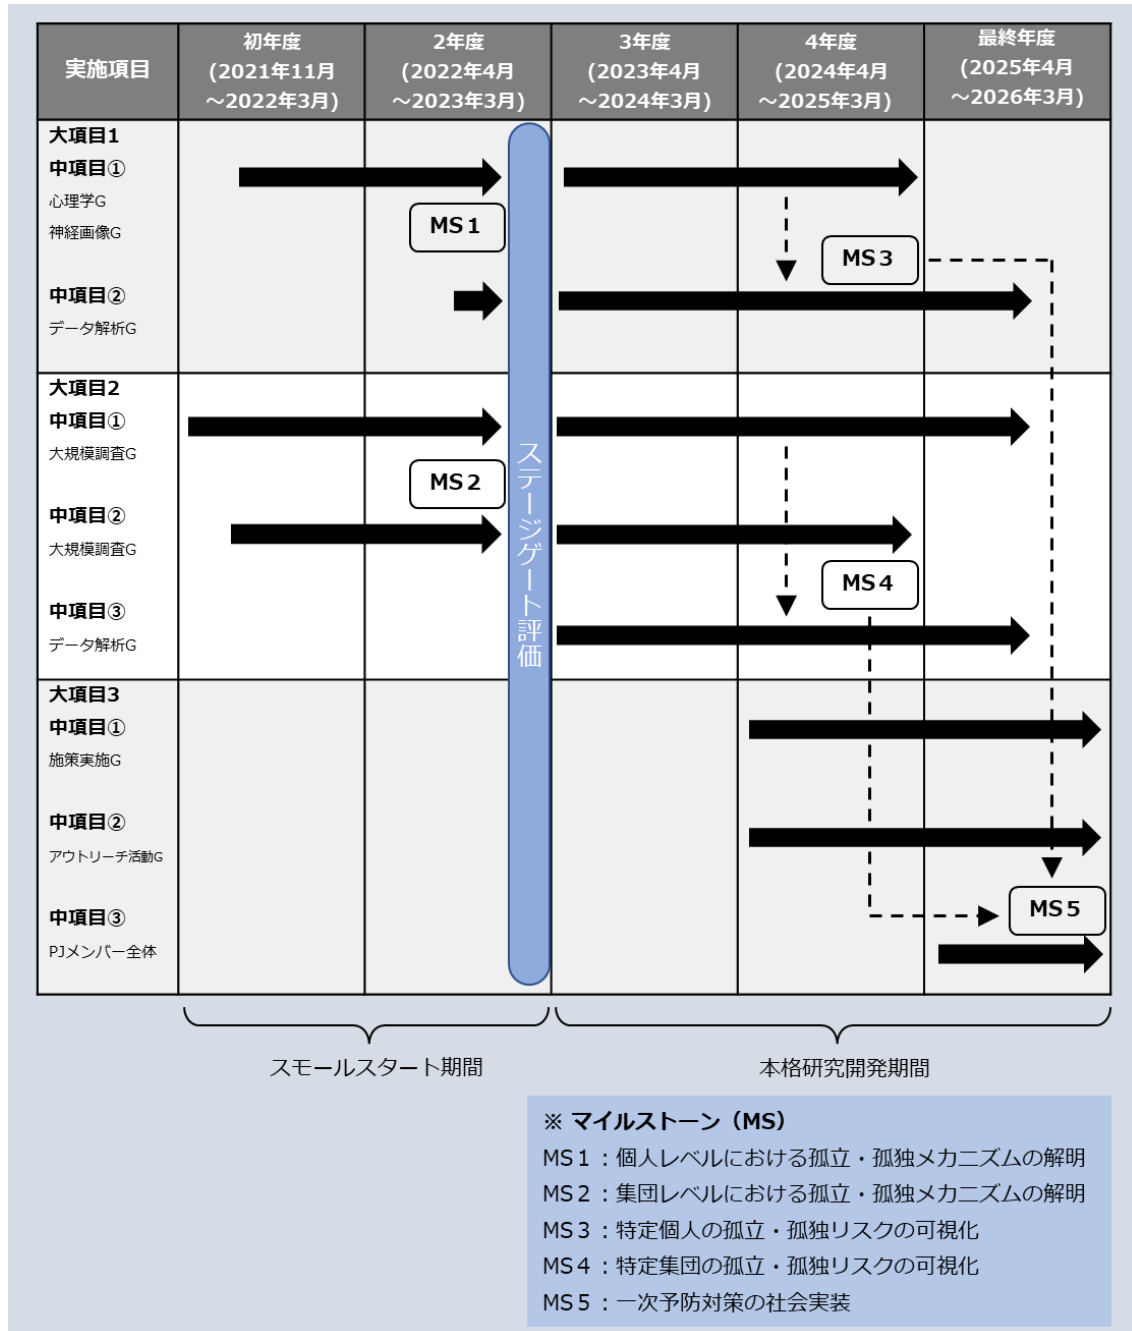 実施項目
初年度
(2021年11月
～2022年3月)
2年度
(2022年4月
～2023年3月)
3年度
(2023年4月
～2024年3月)
4年度
(2024年4月
～2025年3月)
最終年度
(2025年4月
～2026年3月)
大項目1
中項目①
心理学G
神経画像G
MS1
MS3
中項目②
データ解析G
大項目2
中項目①
大規模調査G
MS2
中項目②
大規模調査G
MS4
中項目③
データ解析G
ステージゲート評価
大項目3
中項目①
施策実施G
中項目②
アウトリーチ活動G
中項目③
PJメンバー全体
MS5
スモールスタート期間
本格研究開発期間
※ マイルストーン（MS）
MS1：個人レベルにおける孤立・孤独メカニズムの解明
MS2：集団レベルにおける孤立・孤独メカニズムの解明
MS3：特定個人の孤立・孤独リスクの可視化
MS4：特定集団の孤立・孤独リスクの可視化
MS5：一次予防対策の社会実装